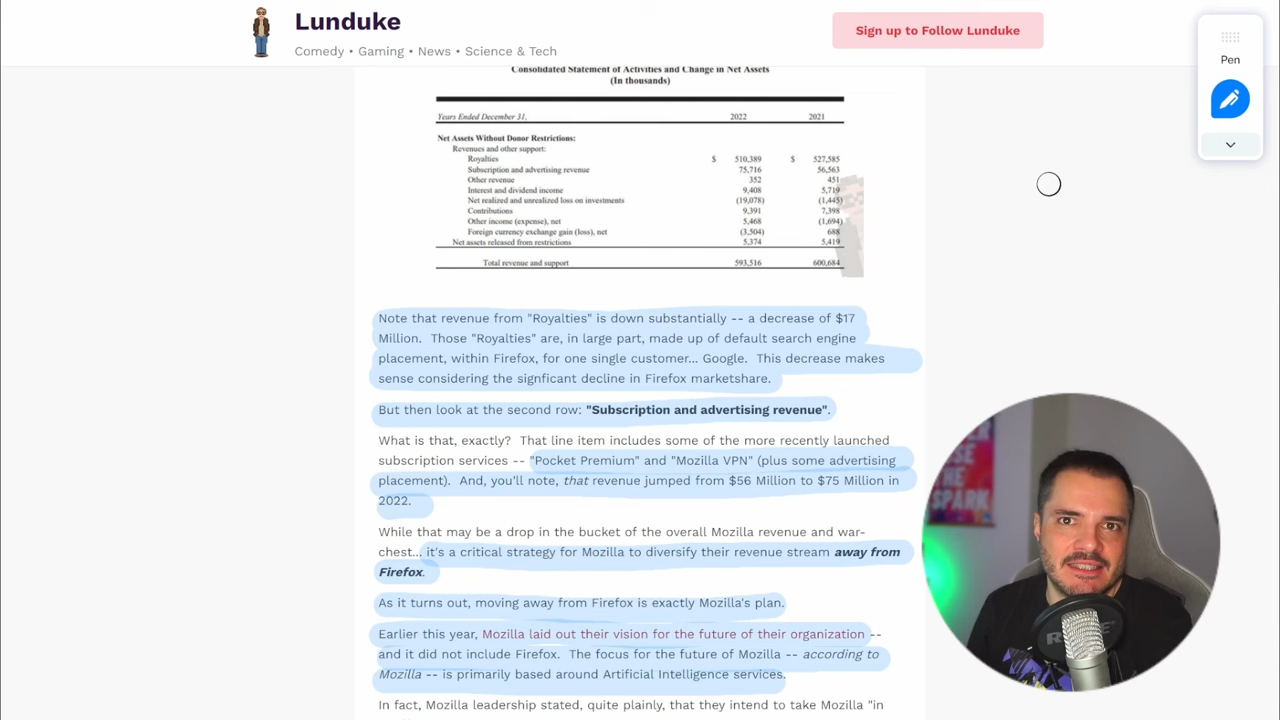 Lunduke
Comedy • Gaming • News • Science & Tech
Sign up to Follow Lunduke
Pen
Consolidated Statement of Activities and Change in Net Assets
(In thousands)
Years Ended December 31, 2022 2021
Net Assets Without Donor Restrictions:
Revenues and other support:
Royalties $ 510,389 $ 527,585
Subscription and advertising revenue 75,716 56,563
Other revenue 352 451
Interest and dividend income 9,408 5,719
Net realized and unrealized loss on investments (19,078) (1,445)
Contributions 9,391 7,398
Other income (expense), net 5,468 (1,694)
Foreign currency exchange gain (loss), net (3,504) 688
Net assets released from restrictions 5,374 5,419
Total revenue and support 593,516 600,684
Note that revenue from "Royalties" is down substantially -- a decrease of $17
Million. Those "Royalties" are, in large part, made up of default search engine
placement, within Firefox, for one single customer... Google. This decrease makes
sense considering the signficant decline in Firefox marketshare.
But then look at the second row: "Subscription and advertising revenue".
What is that, exactly? That line item includes some of the more recently launched
subscription services -- "Pocket Premium" and "Mozilla VPN" (plus some advertising
placement). And, you'll note, that revenue jumped from $56 Million to $75 Million in
2022.
While that may be a drop in the bucket of the overall Mozilla revenue and war-
chest... it's a critical strategy for Mozilla to diversify their revenue stream away from
Firefox.
As it turns out, moving away from Firefox is exactly Mozilla's plan.
Earlier this year, Mozilla laid out their vision for the future of their organization --
and it did not include Firefox. The focus for the future of Mozilla -- according to
Mozilla -- is primarily based around Artificial Intelligence services.
In fact, Mozilla leadership stated, quite plainly, that they intend to take Mozilla "in
THE
SPARK